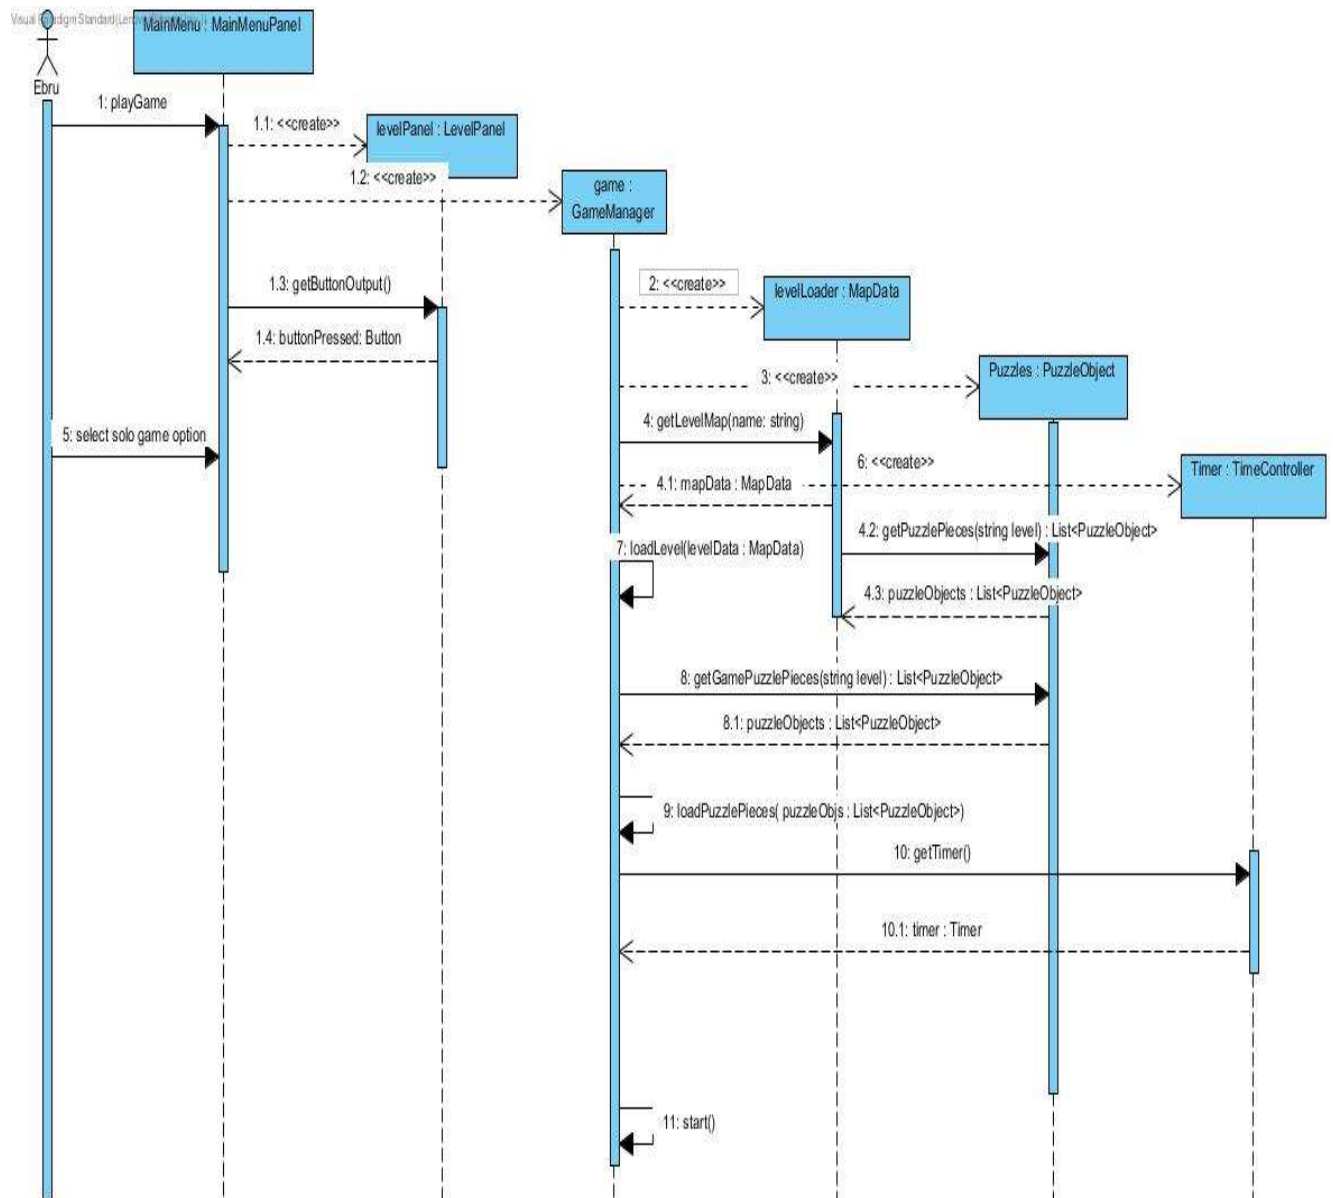 Visual Paradigm Standard(Len
MainMenu : MainMenuPanel
Ebru
1: playGame
1.1: <<create>>
levelPanel : LevelPanel
1.2: <<create>>
game :
GameManager
1.3: getButtonOutput()
2: <<create>>
levelLoader : MapData
1.4: buttonPressed: Button
3: <<create>>
Puzzles : PuzzleObject
4: getLevelMap(name: string)
5: select solo game option
6: <<create>>
Timer : TimeController
4.1: mapData : MapData
4.2: getPuzzlePieces(string level) : List<PuzzleObject>
7: loadLevel(levelData : MapData)
4.3: puzzleObjects : List<PuzzleObject>
8: getGamePuzzlePieces(string level) : List<PuzzleObject>
8.1: puzzleObjects : List<PuzzleObject>
9: loadPuzzlePieces( puzzleObjs : List<PuzzleObject>)
10: getTimer()
10.1: timer : Timer
11: start()